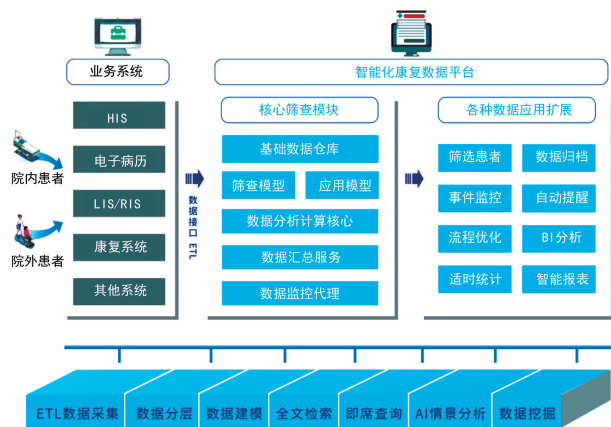 业务系统
智能化康复数据平台
核心筛查模块
各种数据应用扩展
院内患者
院外患者
HIS
电子病历
LIS/RIS
康复系统
其他系统
数据接口 ETL
基础数据仓库
筛查模型
应用模型
数据分析计算核心
数据汇总服务
数据监控代理
筛选患者
数据归档
事件监控
自动提醒
流程优化
BI分析
适时统计
智能报表
ETL数据采集
数据分层
数据建模
全文检索
即席查询
AI情景分析
数据挖掘